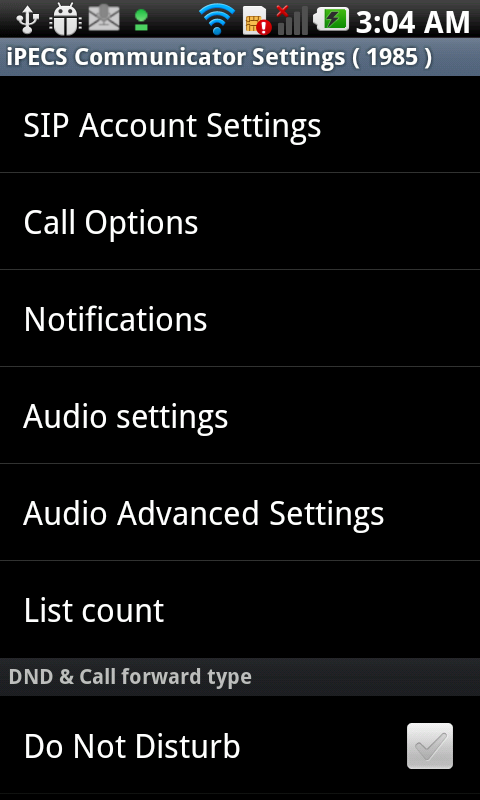 3:04 AM
iPECS Communicator Settings ( 1985 )
SIP Account Settings
Call Options
Notifications
Audio settings
Audio Advanced Settings
List count
DND & Call forward type
Do Not Disturb